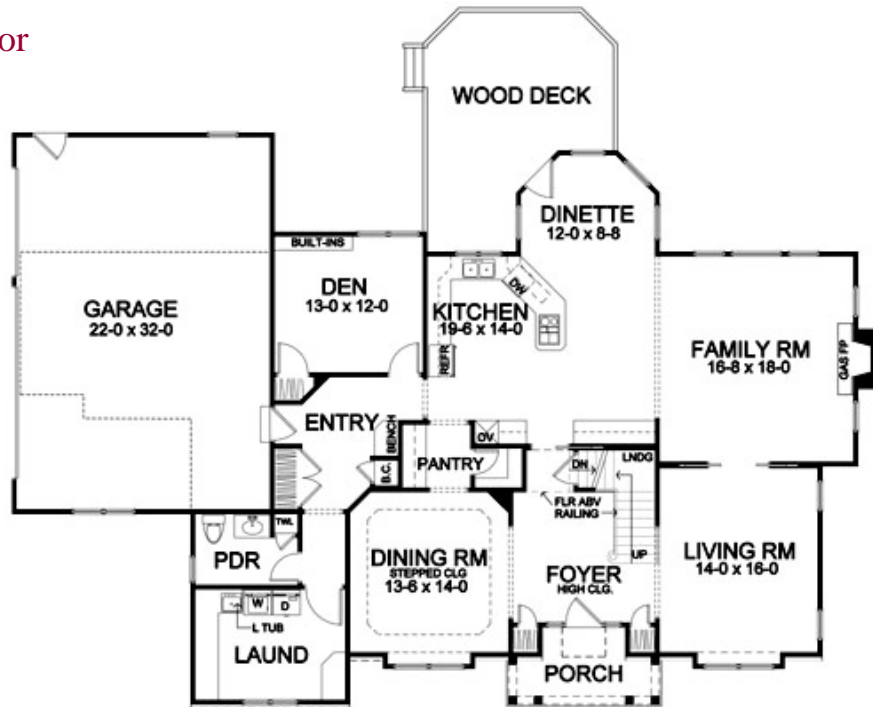 or
WOOD DECK
DINETTE
12-0 x 8-8
BUILT-INS
DEN
13-0 x 12-0
GARAGE
22-0 x 32-0
KITCHEN
19-6 x 14-0
DW
REFR
FAMILY RM
16-8 x 18-0
GAS FP
ENTRY
BENCH
B.C.
PANTRY
OV.
DN
LNDG
FLR ABV
RAILING
UP
LIVING RM
14-0 x 16-0
TWL
PDR
DINING RM
STEPPED CLG
13-6 x 14-0
FOYER
HIGH CLG.
W
D
L TUB
LAUND
PORCH